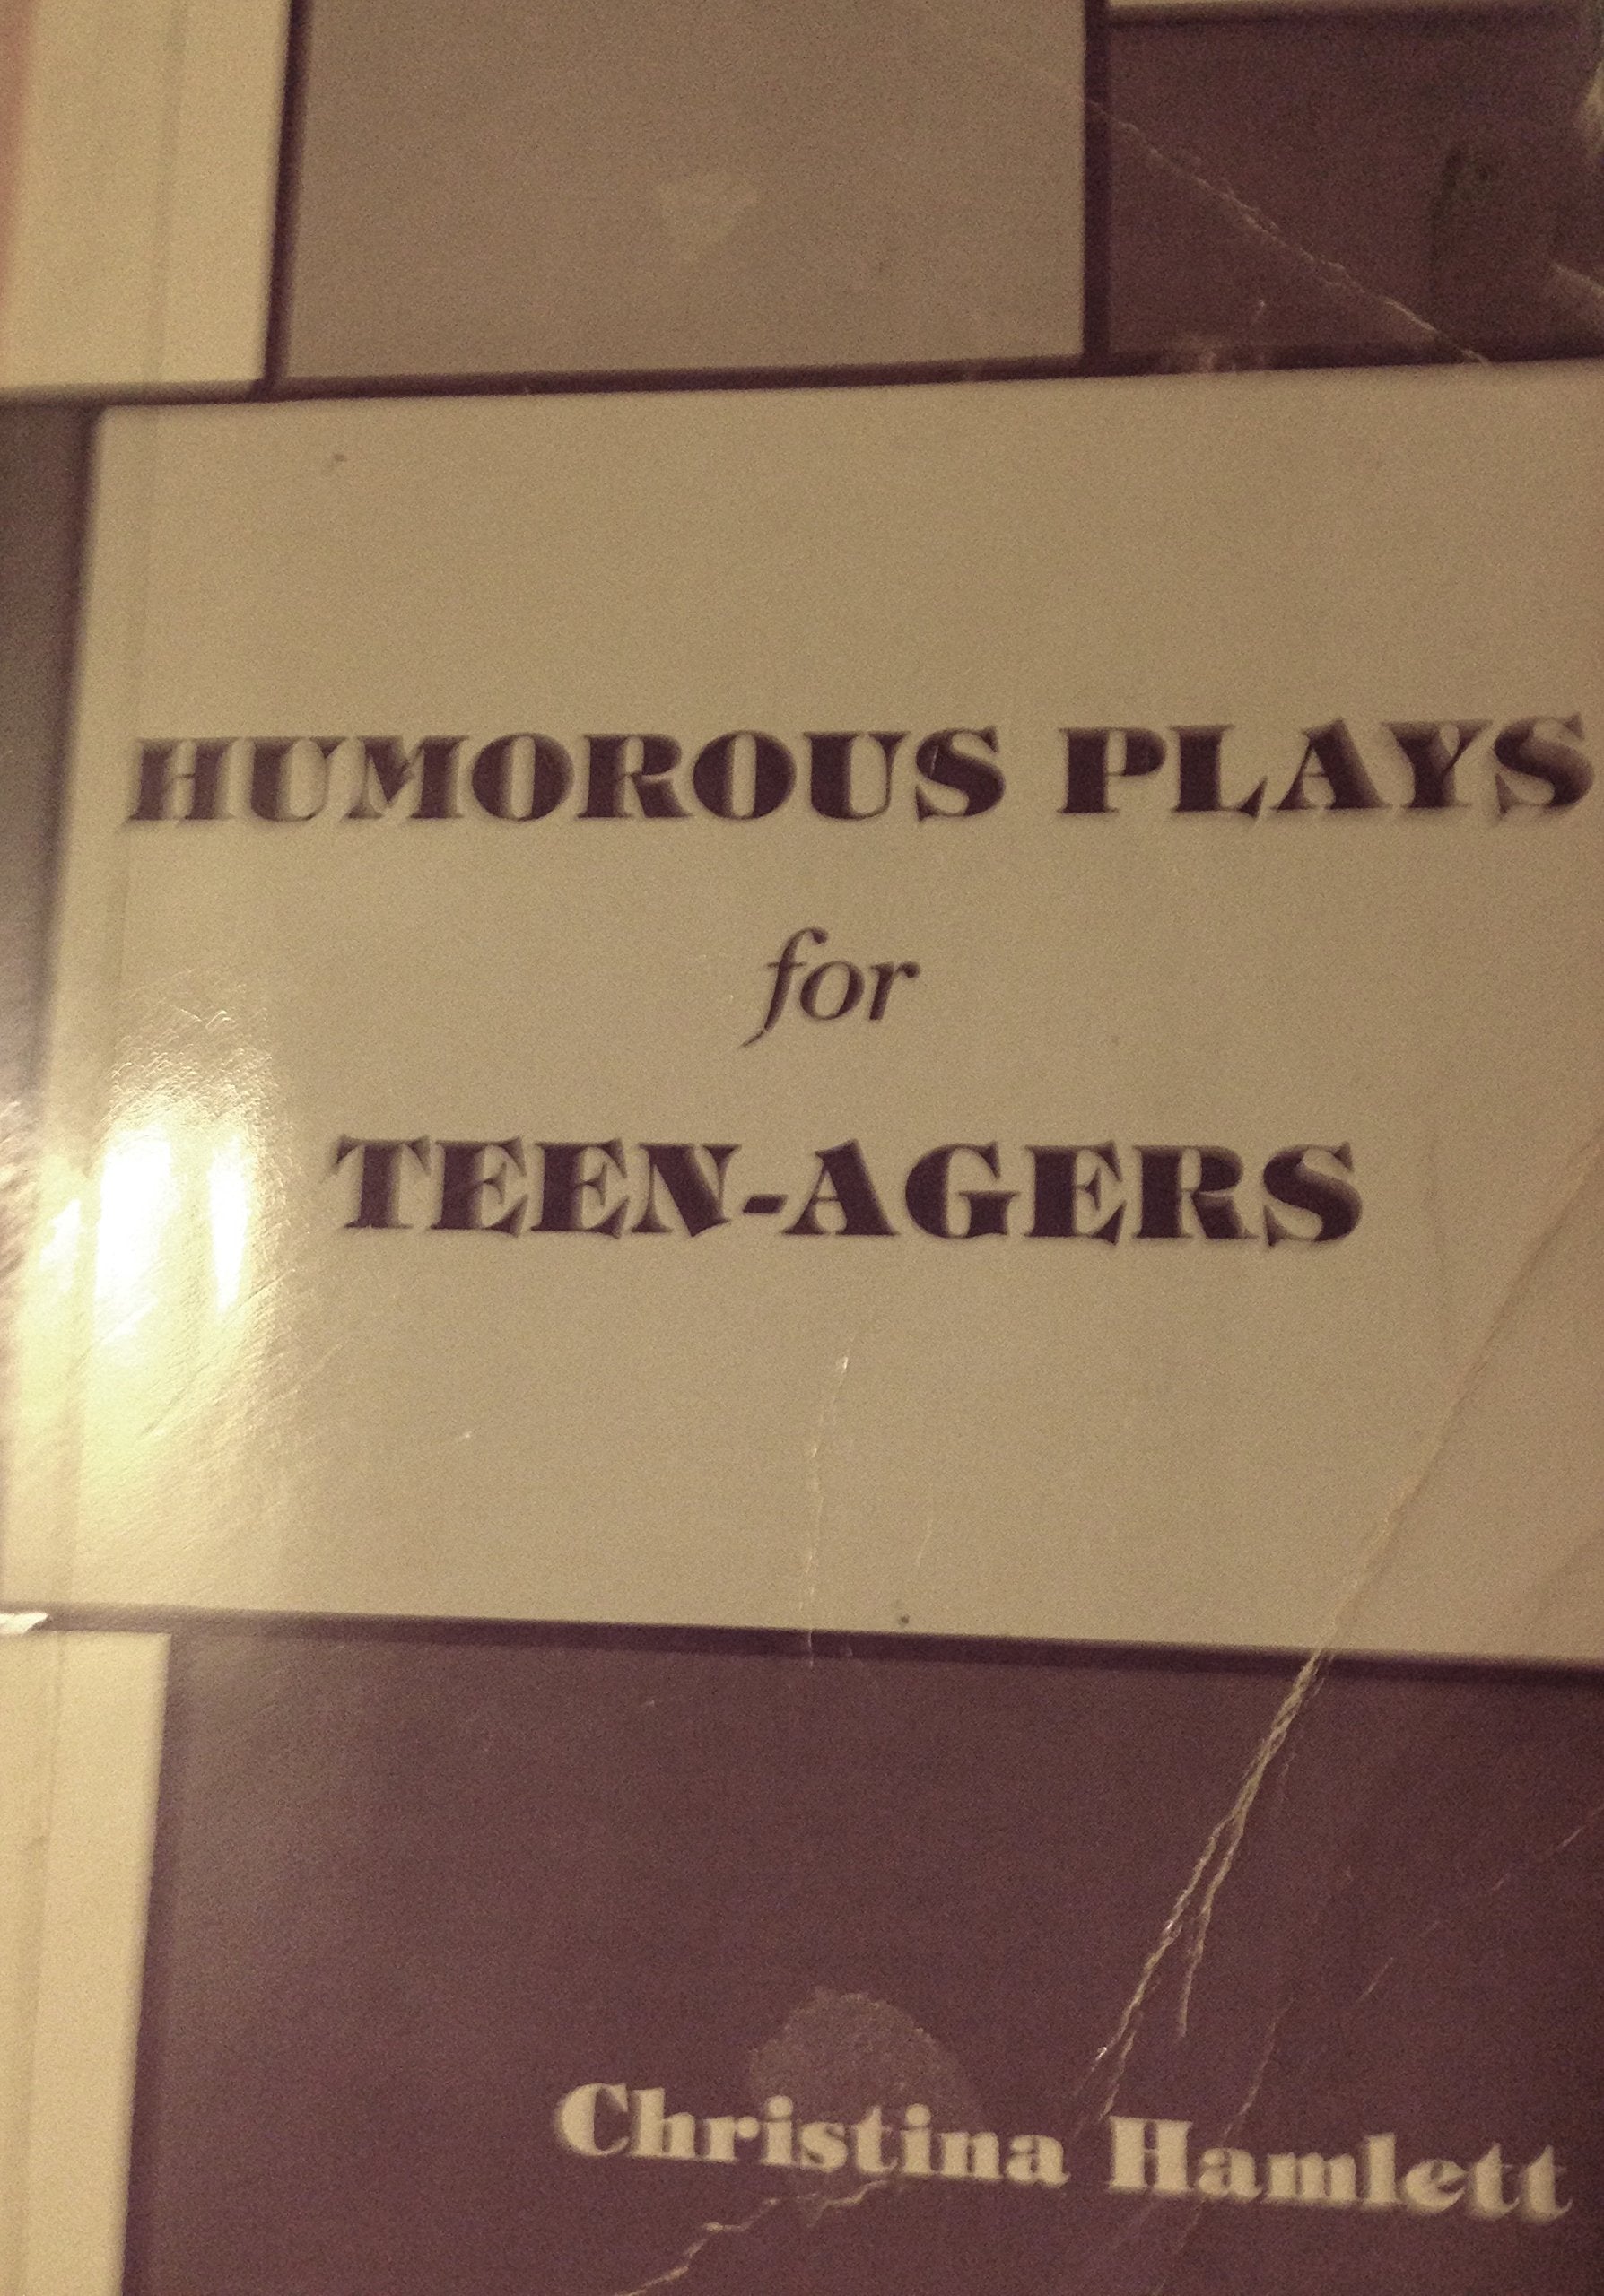 HUMOROUS PLAYS
for
TEEN-AGERS
Christina Hamlett